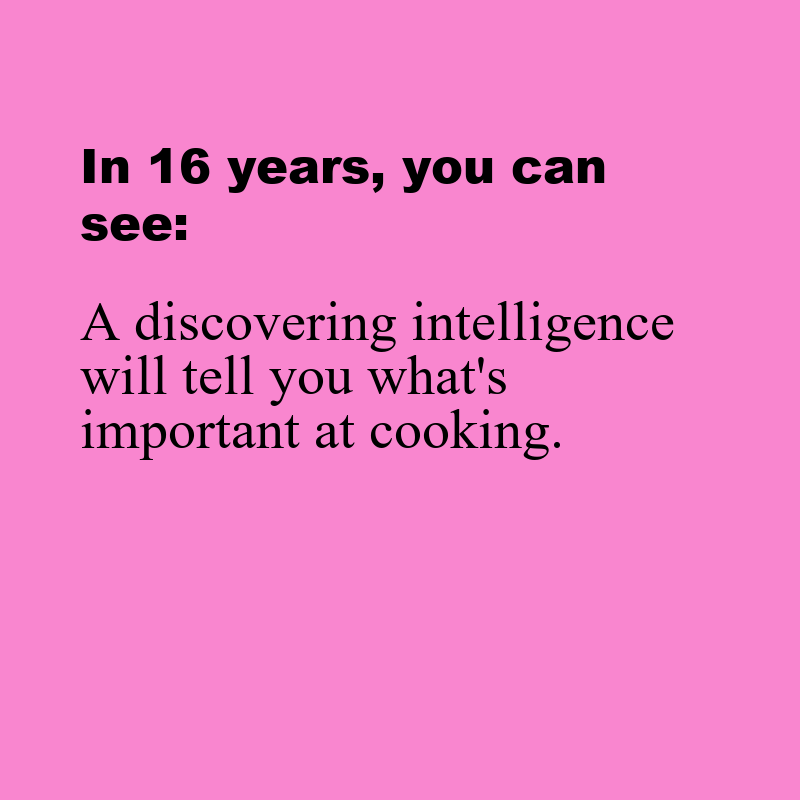 In 16 years, you can
see:
A discovering intelligence
will tell you what's
important at cooking.